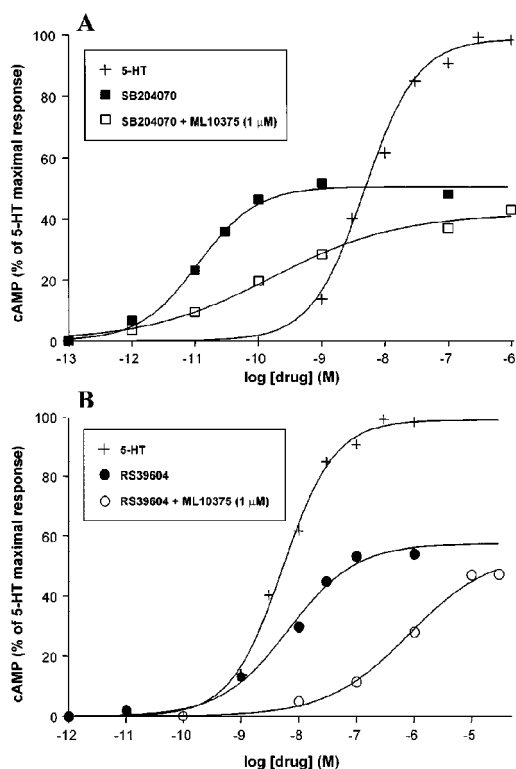 A
100
80
60
40
20
0
cAMP (% of 5-HT maximal response)
5-HT
SB204070
SB204070 + ML10375 (1 µM)
-13 -12 -11 -10 -9 -8 -7 -6
log [drug] (M)
B
100
80
60
40
20
0
cAMP (% of 5-HT maximal response)
5-HT
RS39604
RS39604 + ML10375 (1 µM)
-12 -11 -10 -9 -8 -7 -6 -5
log [drug] (M)